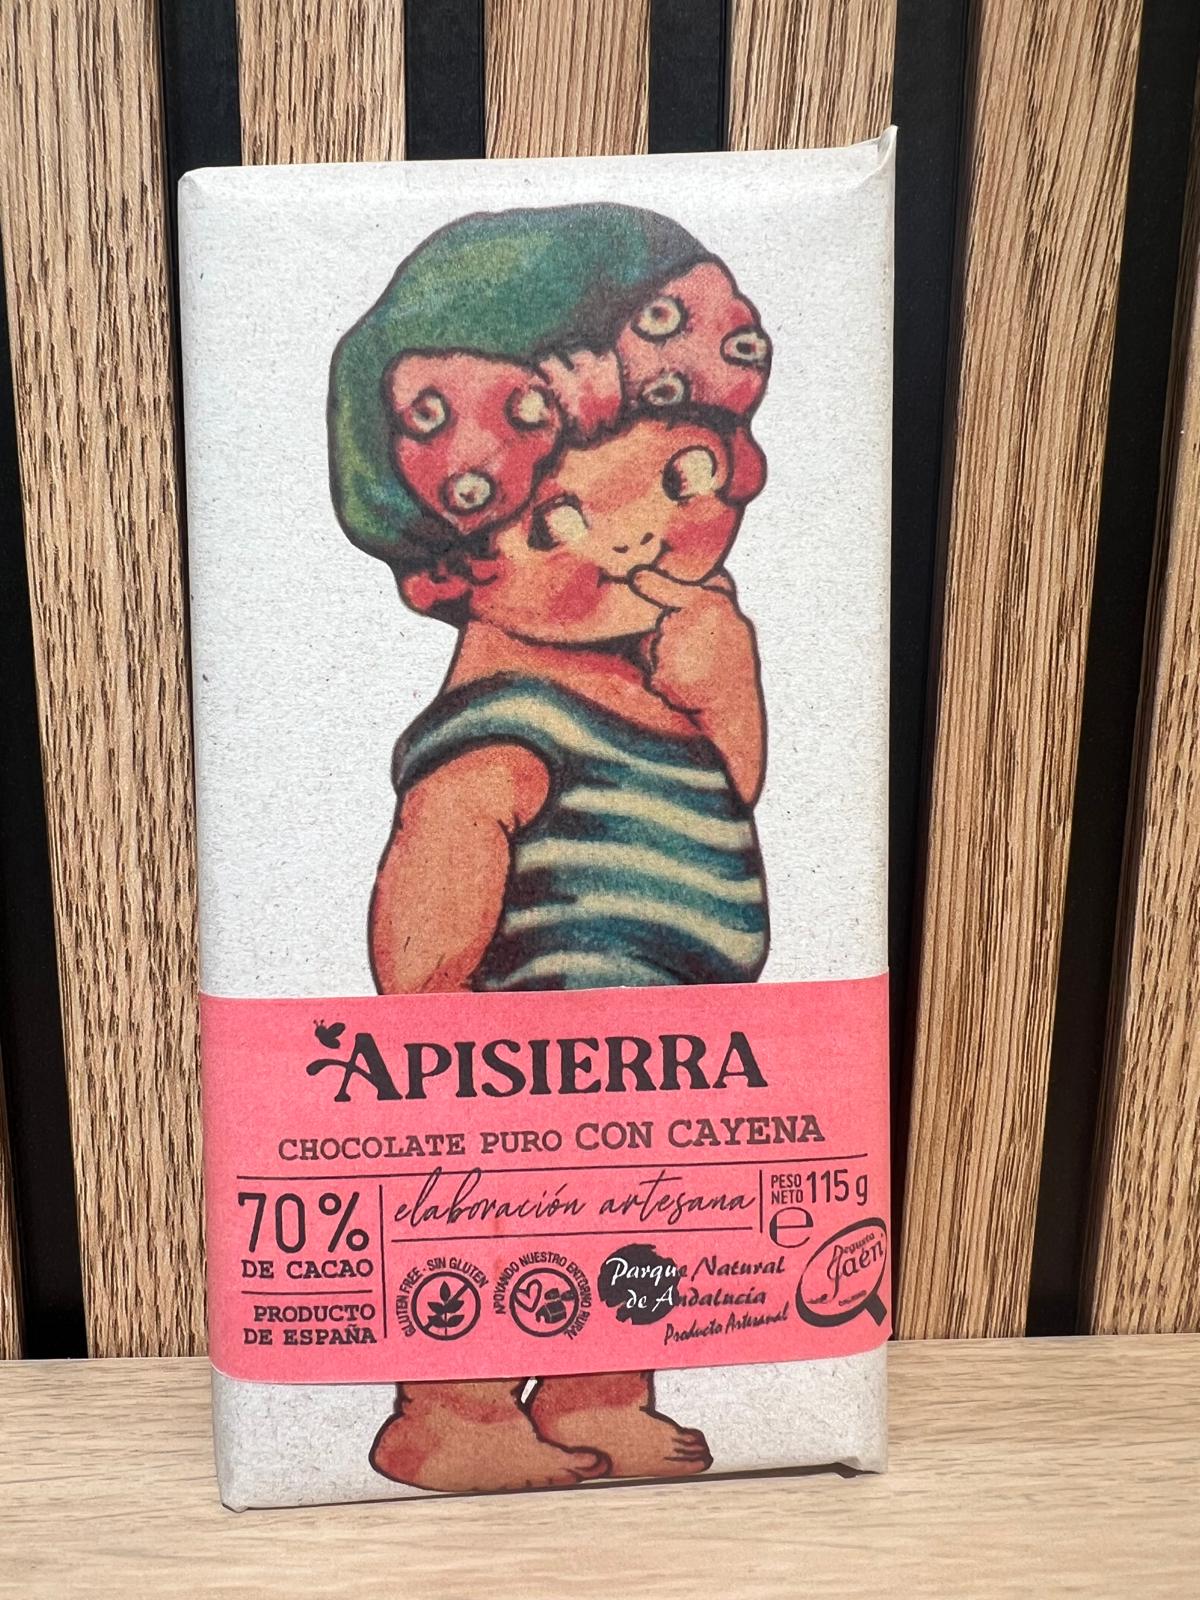 APISIERRA
CHOCOLATE PURO CON CAYENA
70%
DE CACAO
PRODUCTO
DE ESPAÑA
elaboración artesana
PESO
NETO 115 g
e
GLUTEN FREE - SIN GLUTEN
APOYANDO NUESTRO ENTORNO RURAL
Parque Natural
de Andalucía
Producto Artesanal
Degusta
Jaén